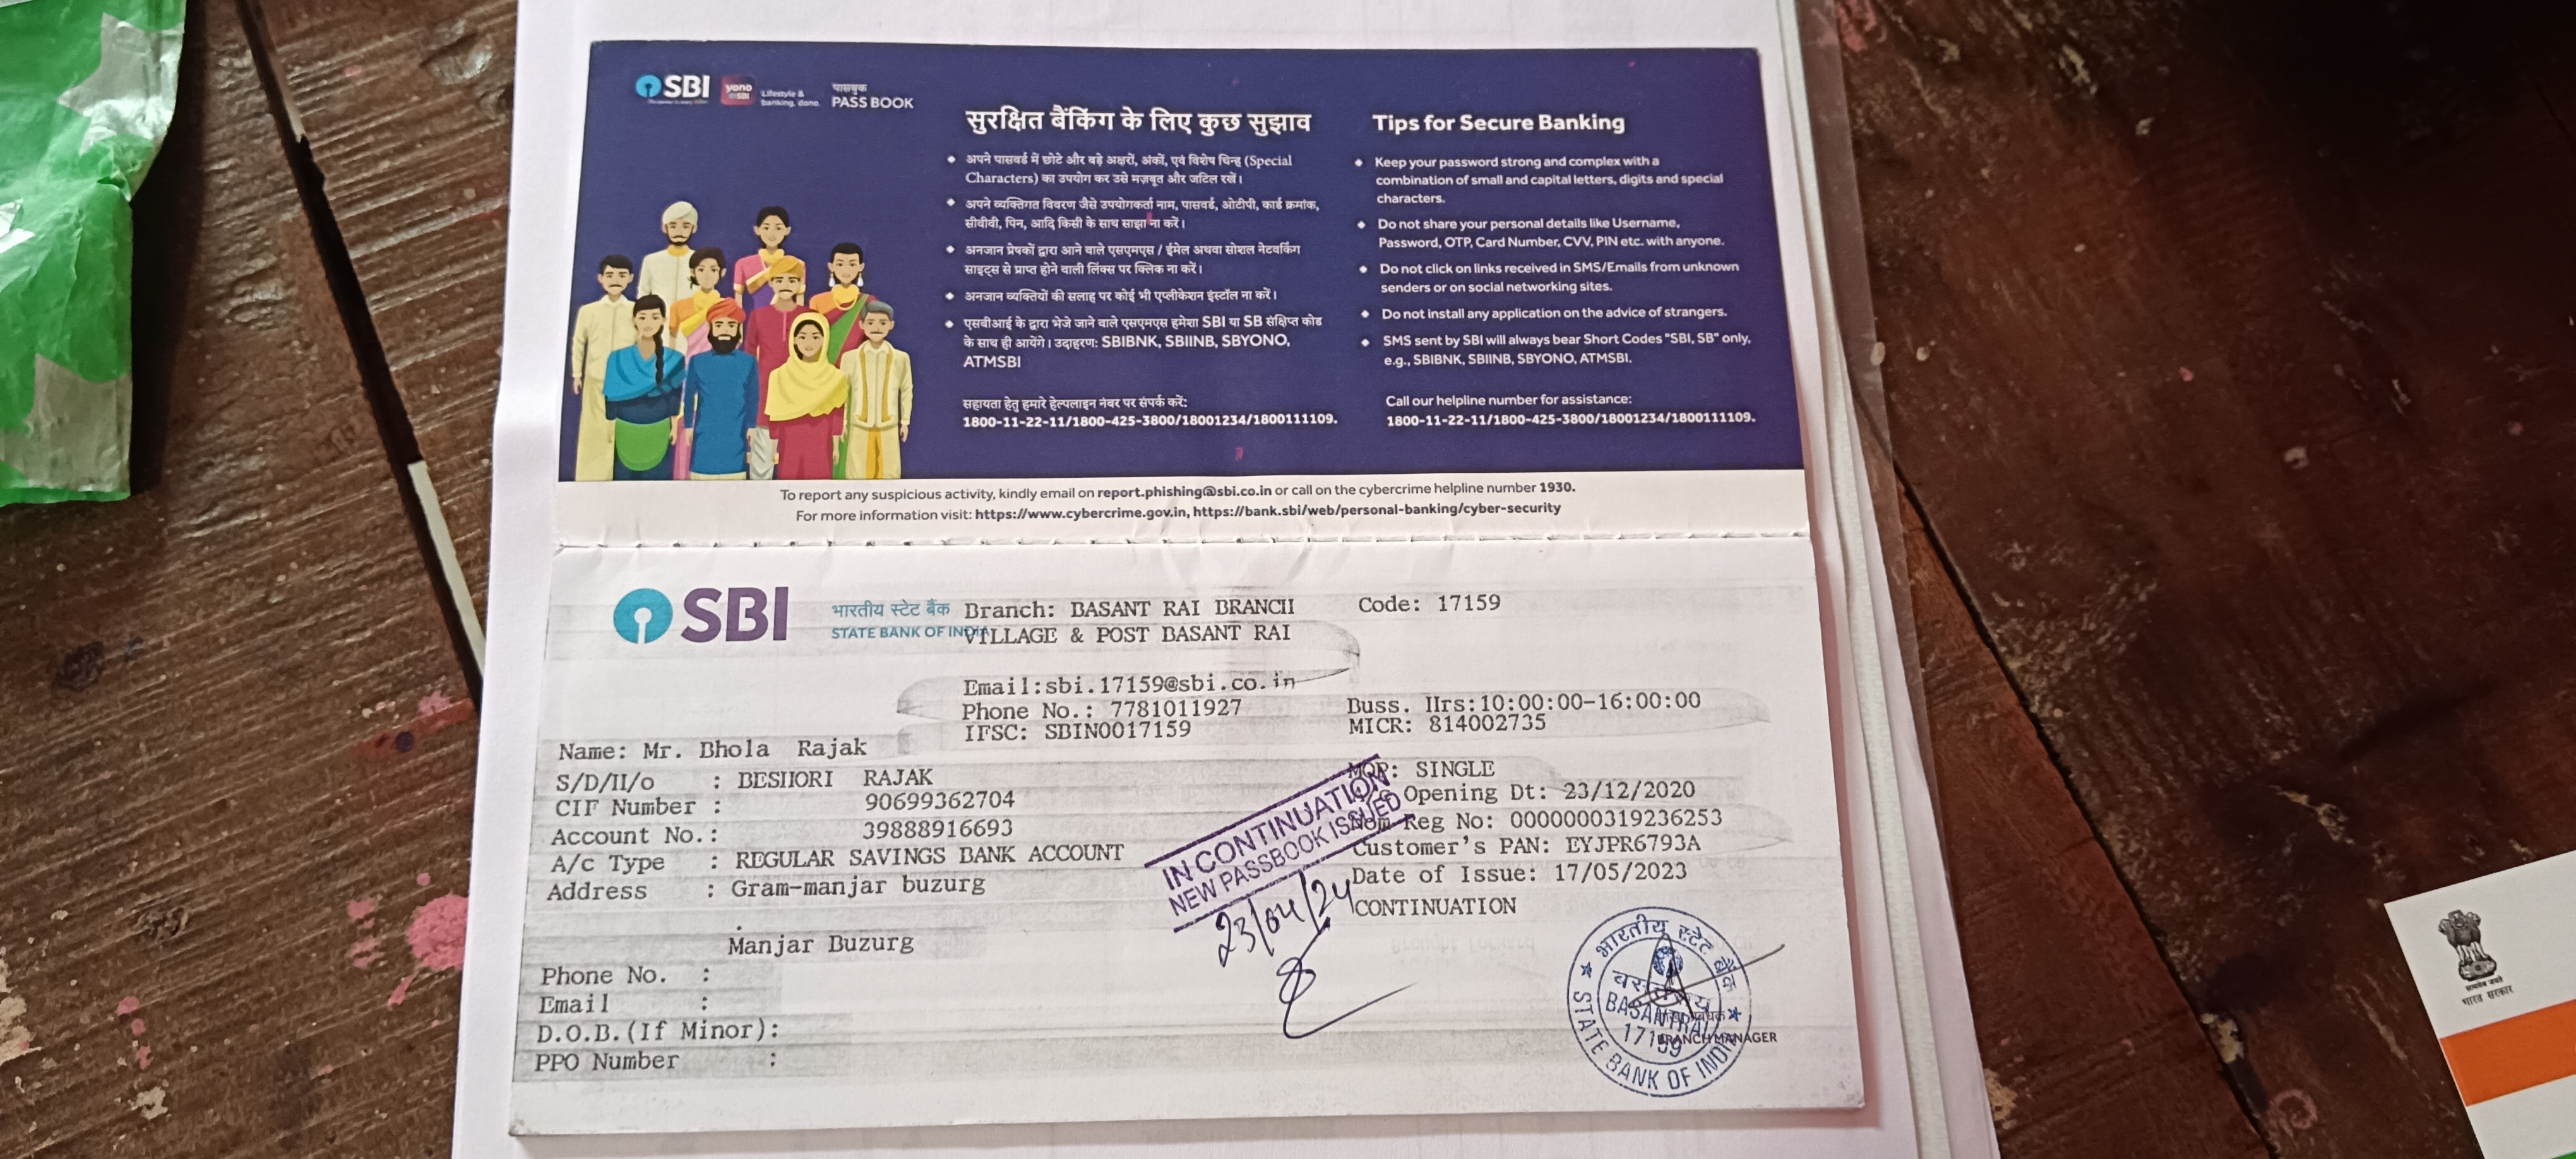 SBI
yono SBI
Lifestyle & banking, done.
पासबुक
PASS BOOK
सुरक्षित बैंकिंग के लिए कुछ सुझाव
अपने पासवर्ड में छोटे और बड़े अक्षरों, अंकों, एवं विशेष चिन्ह (Special
Characters) का उपयोग कर उसे मज़बूत और जटिल रखें।
अपने व्यक्तिगत विवरण जैसे उपयोगकर्ता नाम, पासवर्ड, ओटीपी, कार्ड क्रमांक,
सीवीवी, पिन, आदि किसी के साथ साझा ना करें।
अनजान प्रेषकों द्वारा आने वाले एसएमएस / ईमेल अथवा सोशल नेटवर्किंग
साइट्स से प्राप्त होने वाली लिंक्स पर क्लिक ना करें।
अनजान व्यक्तियों की सलाह पर कोई भी एप्लीकेशन इंस्टॉल ना करें।
एसबीआई के द्वारा भेजे जाने वाले एसएमएस हमेशा SBI या SB संक्षिप्त कोड
के साथ ही आयेंगे। उदाहरण: SBIBNK, SBIINB, SBYONO,
ATMSBI
सहायता हेतु हमारे हेल्पलाइन नंबर पर संपर्क करें:
1800-11-22-11/1800-425-3800/18001234/1800111109.
Tips for Secure Banking
Keep your password strong and complex with a
combination of small and capital letters, digits and special
characters.
Do not share your personal details like Username,
Password, OTP, Card Number, CVV, PIN etc. with anyone.
Do not click on links received in SMS/Emails from unknown
senders or on social networking sites.
Do not install any application on the advice of strangers.
SMS sent by SBI will always bear Short Codes "SBI, SB" only,
e.g., SBIBNK, SBIINB, SBYONO, ATMSBI.
Call our helpline number for assistance:
1800-11-22-11/1800-425-3800/18001234/1800111109.
To report any suspicious activity, kindly email on report.phishing@sbi.co.in or call on the cybercrime helpline number 1930.
For more information visit: https://www.cybercrime.gov.in, https://bank.sbi/web/personal-banking/cyber-security
SBI
भारतीय स्टेट बैंक
STATE BANK OF INDIA
Branch: BASANT RAI BRANCH
Code: 17159
VILLAGE & POST BASANT RAI
Email:sbi.17159@sbi.co.in
Phone No.: 7781011927
Buss. Hrs:10:00:00-16:00:00
IFSC: SBIN0017159
MICR: 814002735
Name: Mr. Bhola Rajak
S/D/H/o : BESHORI RAJAK
MOP: SINGLE
CIF Number : 90699362704
A/c Opening Dt: 23/12/2020
Account No.: 39888916693
Nom Reg No: 0000000319236253
A/c Type : REGULAR SAVINGS BANK ACCOUNT
Customer's PAN: EYJPR6793A
Address : Gram-manjar buzurg
Date of Issue: 17/05/2023
CONTINUATION
.
Manjar Buzurg
Phone No. :
Email :
D.O.B.(If Minor):
PPO Number :
IN CONTINUATION
NEW PASSBOOK ISSUED
23/04/24
भारतीय स्टेट बैंक
BASANTRAI
17159
STATE BANK OF INDIA
BRANCH MANAGER
सत्यमेव जयते
भारत सरकार